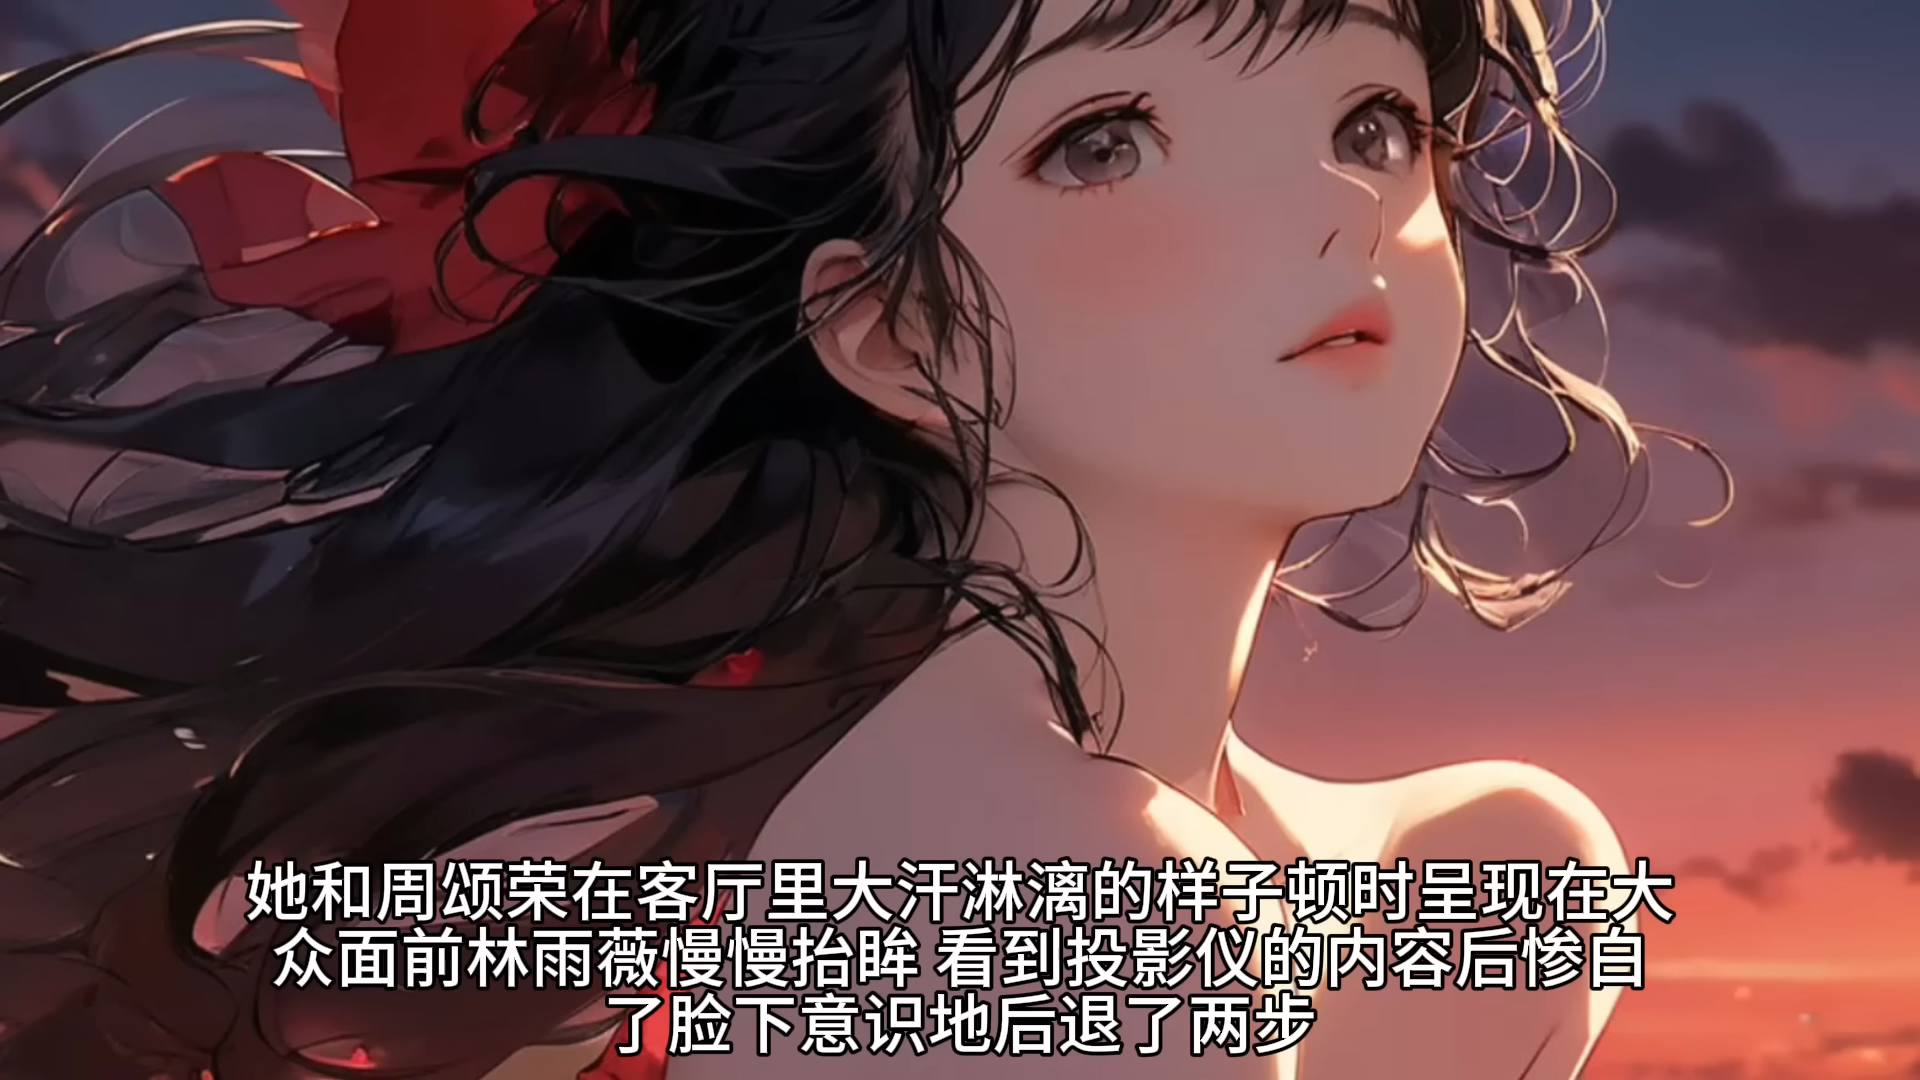 她和周颂荣在客厅里大汗淋漓的样子顿时呈现在大
众面前林雨薇慢慢抬眸 看到投影仪的内容后惨白
了脸下意识地后退了两步